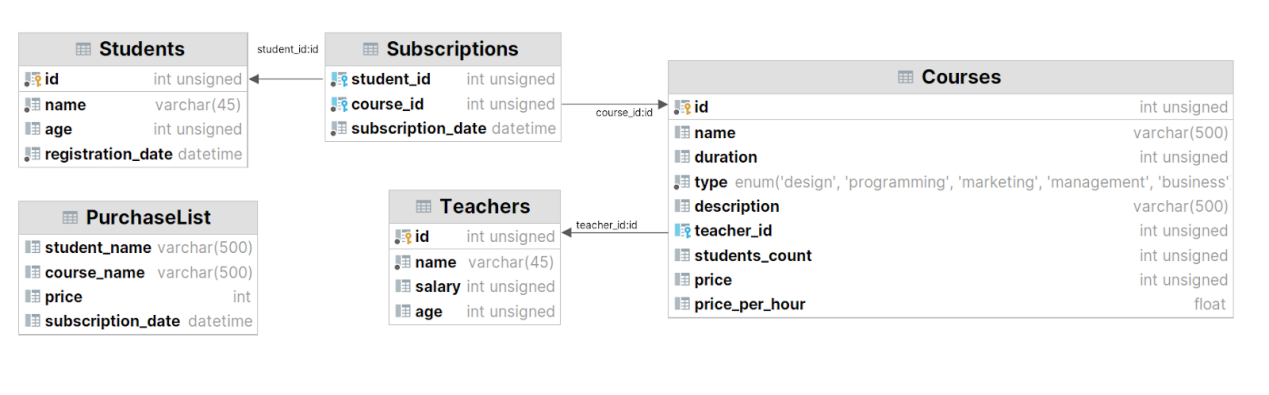 Students
id int unsigned
name varchar(45)
age int unsigned
registration_date datetime
student_id:id
Subscriptions
student_id int unsigned
course_id int unsigned
subscription_date datetime
course_id:id
Courses
id int unsigned
name varchar(500)
duration int unsigned
type enum('design', 'programming', 'marketing', 'management', 'business'
description varchar(500)
teacher_id int unsigned
students_count int unsigned
price int unsigned
price_per_hour float
PurchaseList
student_name varchar(500)
course_name varchar(500)
price int
subscription_date datetime
Teachers
id int unsigned
name varchar(45)
salary int unsigned
age int unsigned
teacher_id:id